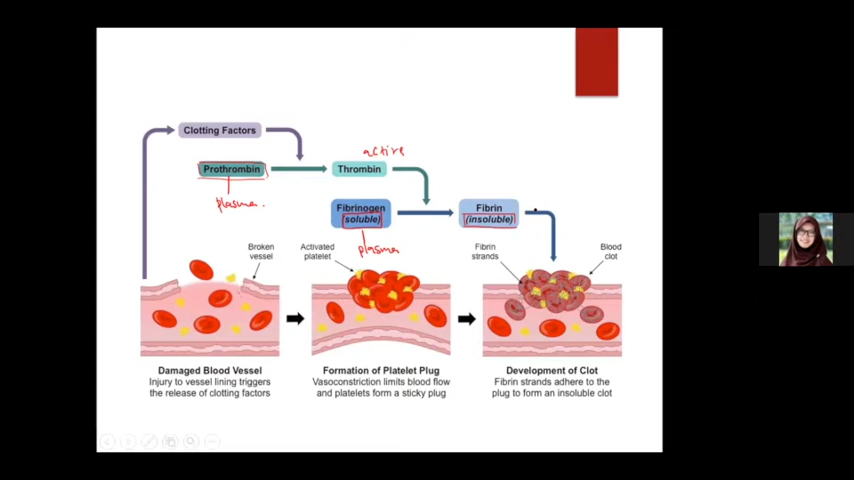 Clotting Factors
active
Prothrombin
Thrombin
plasma.
Fibrinogen
(soluble)
Fibrin
(insoluble)
plasma
Broken
vessel
Activated
platelet
Fibrin
strands
Blood
clot
Damaged Blood Vessel
Injury to vessel lining triggers
the release of clotting factors
Formation of Platelet Plug
Vasoconstriction limits blood flow
and platelets form a sticky plug
Development of Clot
Fibrin strands adhere to the
plug to form an insoluble clot